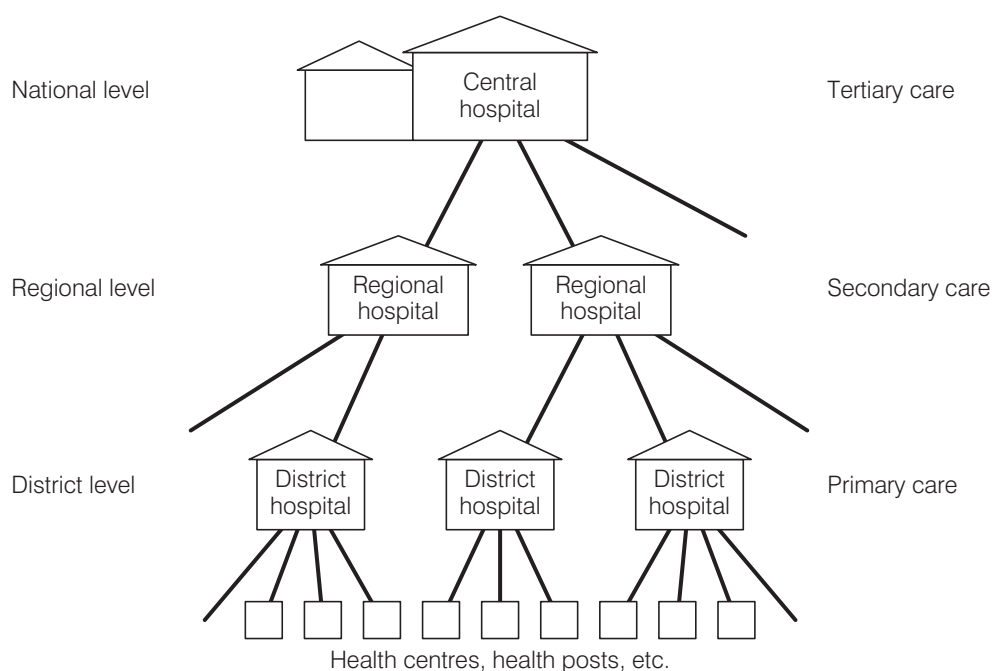 National level
Central
hospital
Tertiary care
Regional level
Regional
hospital
Regional
hospital
Secondary care
District level
District
hospital
District
hospital
District
hospital
Primary care
Health centres, health posts, etc.